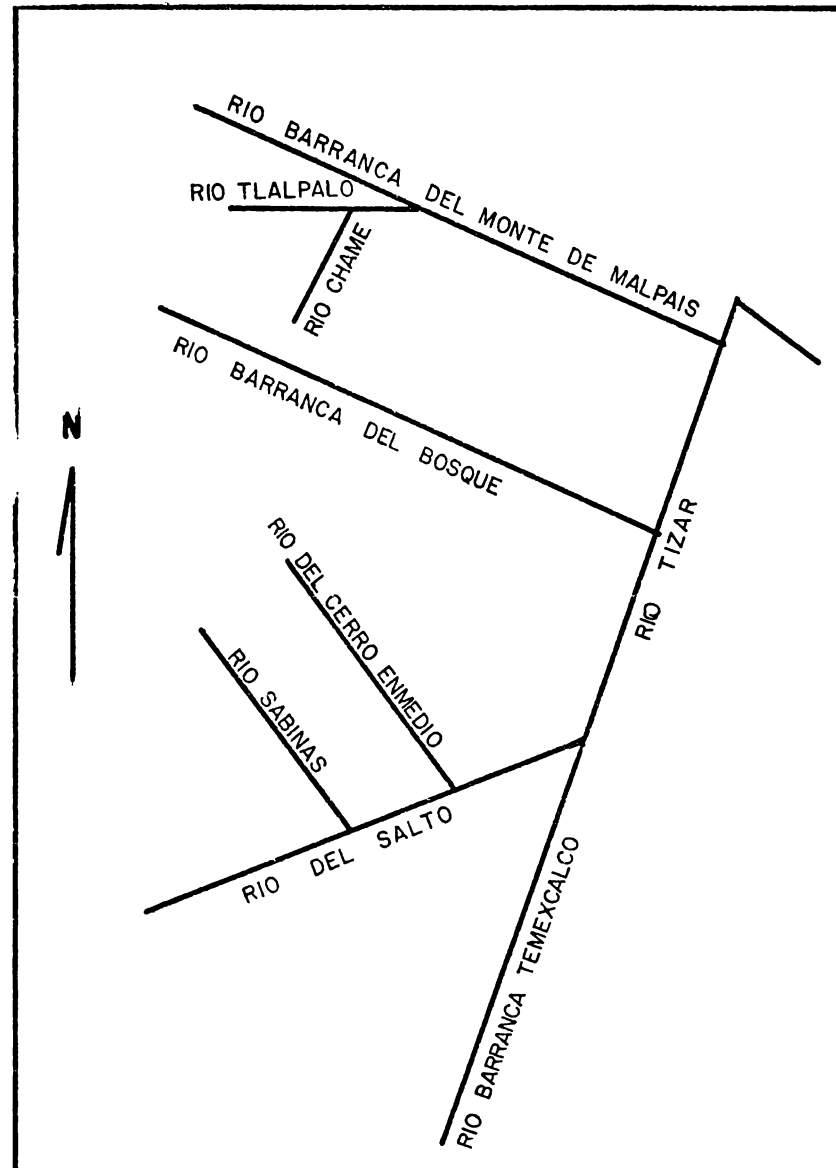 RIO BARRANCA DEL MONTE DE MALPAIS
RIO TLALPALO
RIO CHAME
RIO BARRANCA DEL BOSQUE
N
RIO TIZAR
RIO DEL CERRO ENMEDIO
RIO SABINAS
RIO DEL SALTO
RIO BARRANCA TEMEXCALCO